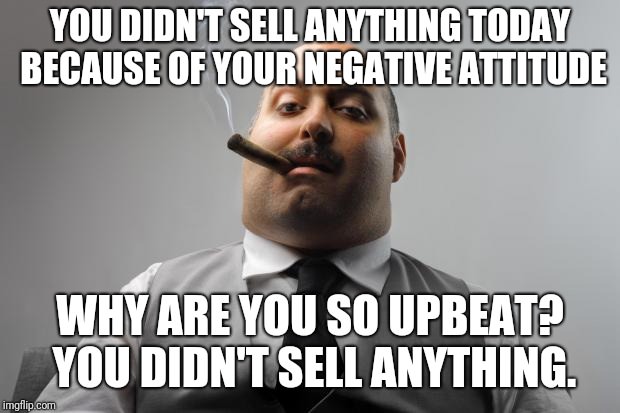 YOU DIDN'T SELL ANYTHING TODAY
BECAUSE OF YOUR NEGATIVE ATTITUDE
WHY ARE YOU SO UPBEAT?
YOU DIDN'T SELL ANYTHING.
imgflip.com